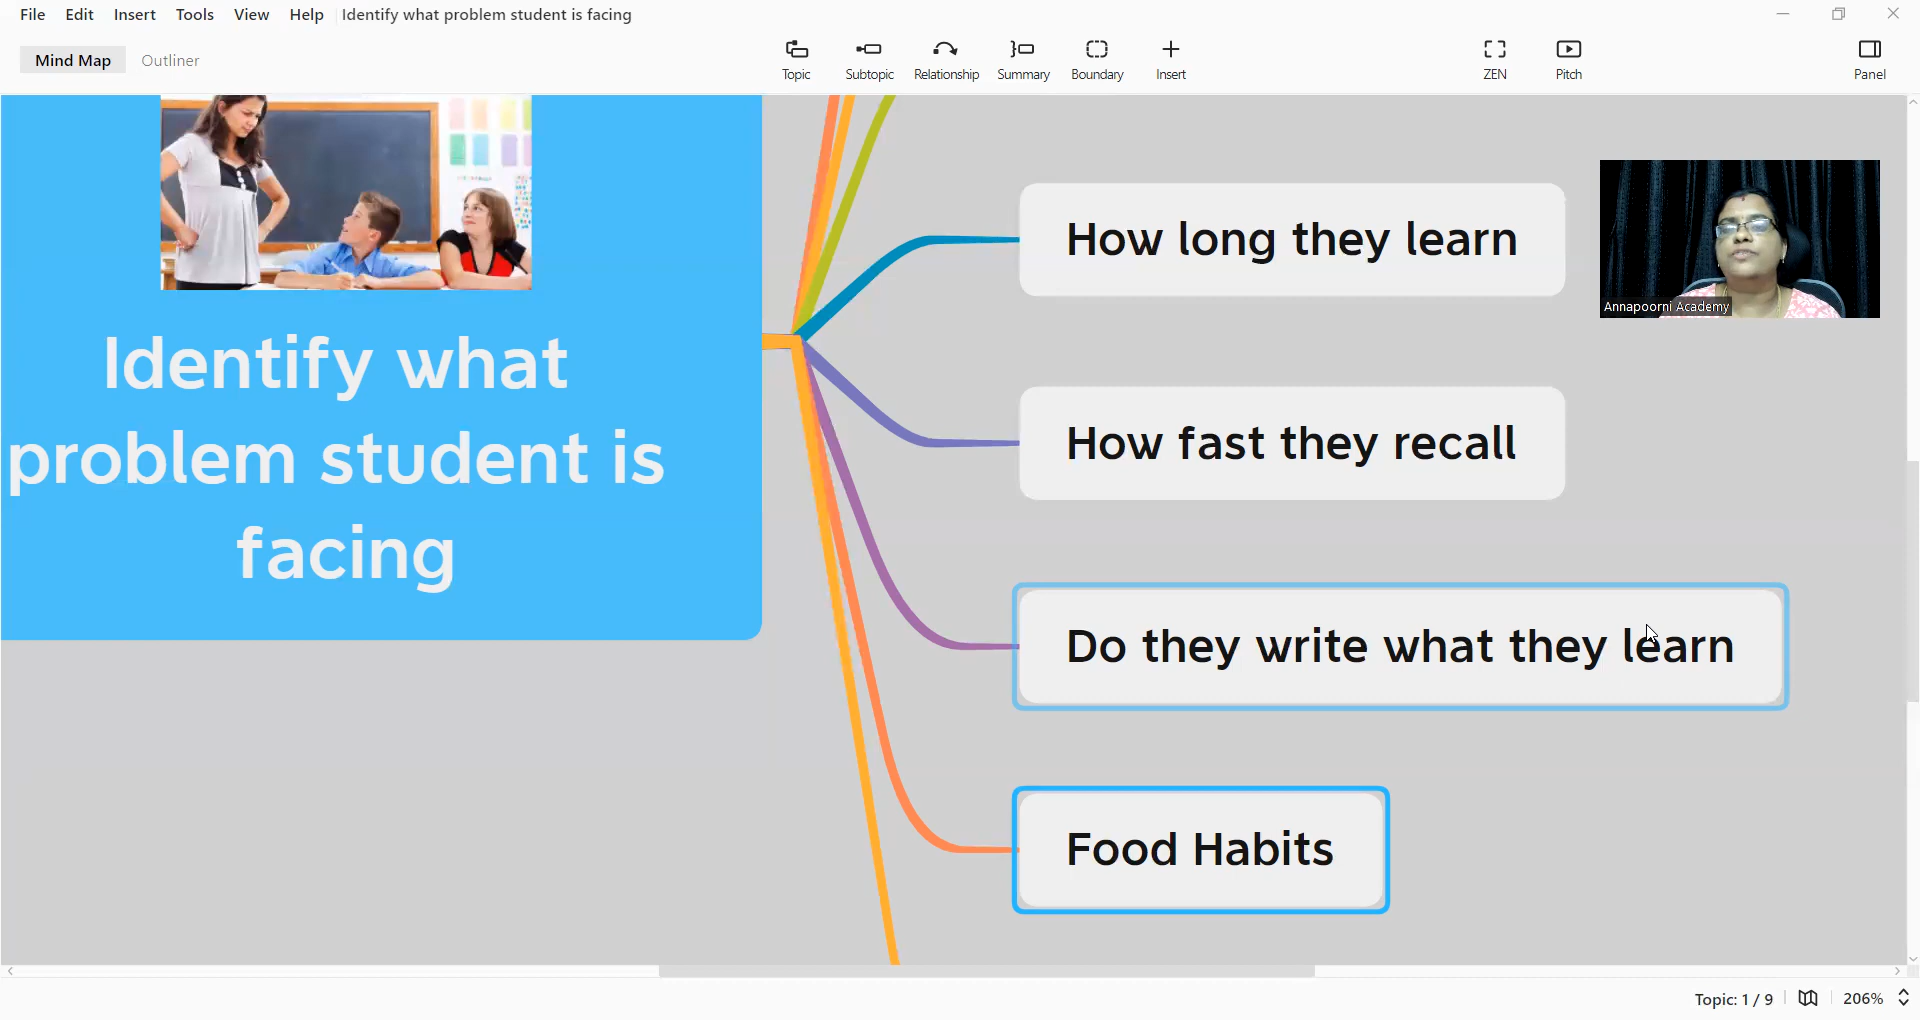 File Edit Insert Tools View Help Identify what problem student is facing
Mind Map Outliner
Topic Subtopic Relationship Summary Boundary Insert ZEN Pitch Panel
Identify what
problem student is
facing
How long they learn
How fast they recall
Do they write what they learn
Food Habits
Annapoorni Academy
Topic: 1 / 9 206%